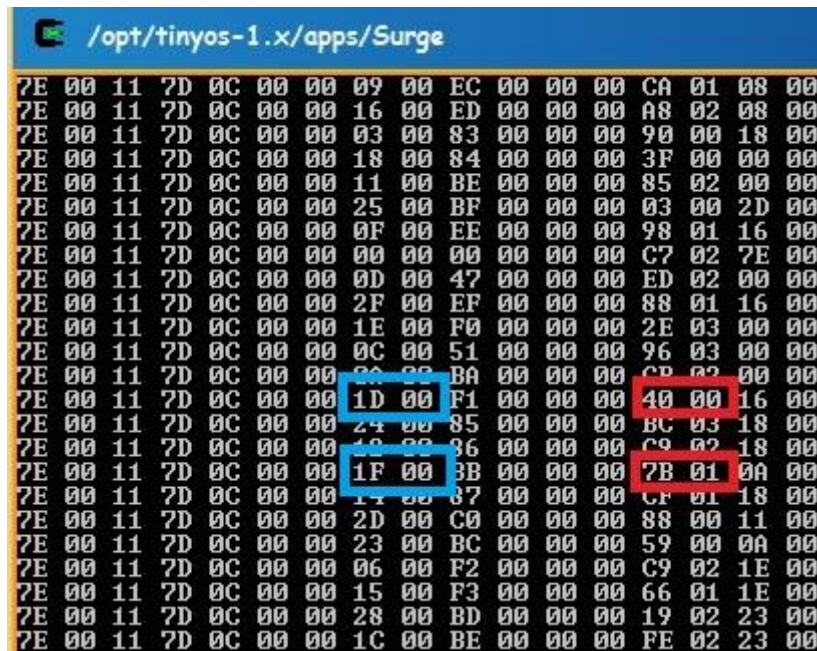 /opt/tinyos-1.x/apps/Surge
7E 00 11 7D 0C 00 00 09 00 EC 00 00 00 CA 01 08 00
7E 00 11 7D 0C 00 00 16 00 ED 00 00 00 A8 02 08 00
7E 00 11 7D 0C 00 00 03 00 83 00 00 00 90 00 18 00
7E 00 11 7D 0C 00 00 18 00 84 00 00 00 3F 00 00 00
7E 00 11 7D 0C 00 00 11 00 BE 00 00 00 85 02 00 00
7E 00 11 7D 0C 00 00 25 00 BF 00 00 00 03 00 2D 00
7E 00 11 7D 0C 00 00 0F 00 EE 00 00 00 98 01 16 00
7E 00 11 7D 0C 00 00 00 00 00 00 00 00 C7 02 7E 00
7E 00 11 7D 0C 00 00 0D 00 47 00 00 00 ED 02 00 00
7E 00 11 7D 0C 00 00 2F 00 EF 00 00 00 88 01 16 00
7E 00 11 7D 0C 00 00 1E 00 F0 00 00 00 2E 03 00 00
7E 00 11 7D 0C 00 00 0C 00 51 00 00 00 96 03 00 00
7E 00 11 7D 0C 00 00 BA 00 00 00 00 00
7E 00 11 7D 0C 00 00 1D 00 F1 00 00 00 40 00 16 00
7E 00 11 7D 0C 00 00 24 00 85 00 00 00 BC 03 18 00
7E 00 11 7D 0C 00 00 00 86 00 00 00 C9 02 18 00
7E 00 11 7D 0C 00 00 1F 00 BB 00 00 00 7B 01 0A 00
7E 00 11 7D 0C 00 00 87 00 00 00 18 00
7E 00 11 7D 0C 00 00 2D 00 C0 00 00 00 88 00 11 00
7E 00 11 7D 0C 00 00 23 00 BC 00 00 00 59 00 0A 00
7E 00 11 7D 0C 00 00 06 00 F2 00 00 00 C9 02 1E 00
7E 00 11 7D 0C 00 00 15 00 F3 00 00 00 66 01 1E 00
7E 00 11 7D 0C 00 00 28 00 BD 00 00 00 19 02 23 00
7E 00 11 7D 0C 00 00 1C 00 BE 00 00 00 FE 02 23 00